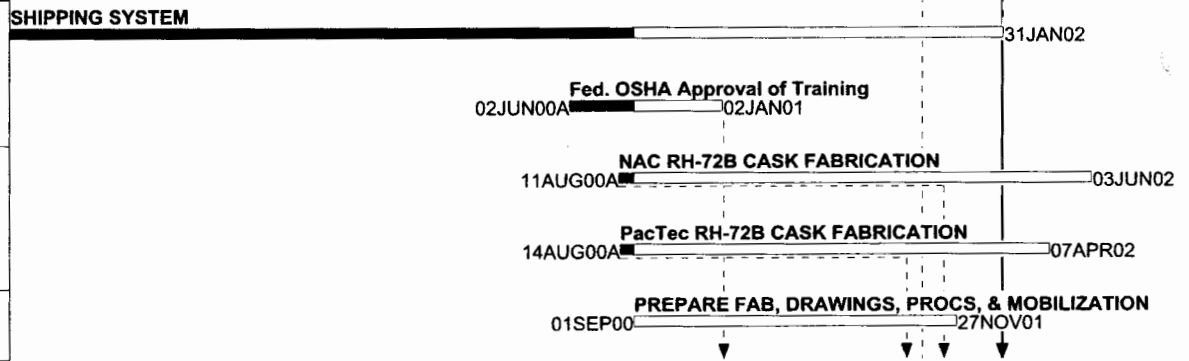 SHIPPING SYSTEM
31JAN02
Fed. OSHA Approval of Training
02JUN00A 02JAN01
NAC RH-72B CASK FABRICATION
11AUG00A 03JUN02
PacTec RH-72B CASK FABRICATION
14AUG00A 07APR02
PREPARE FAB, DRAWINGS, PROCS, & MOBILIZATION
01SEP00 27NOV01